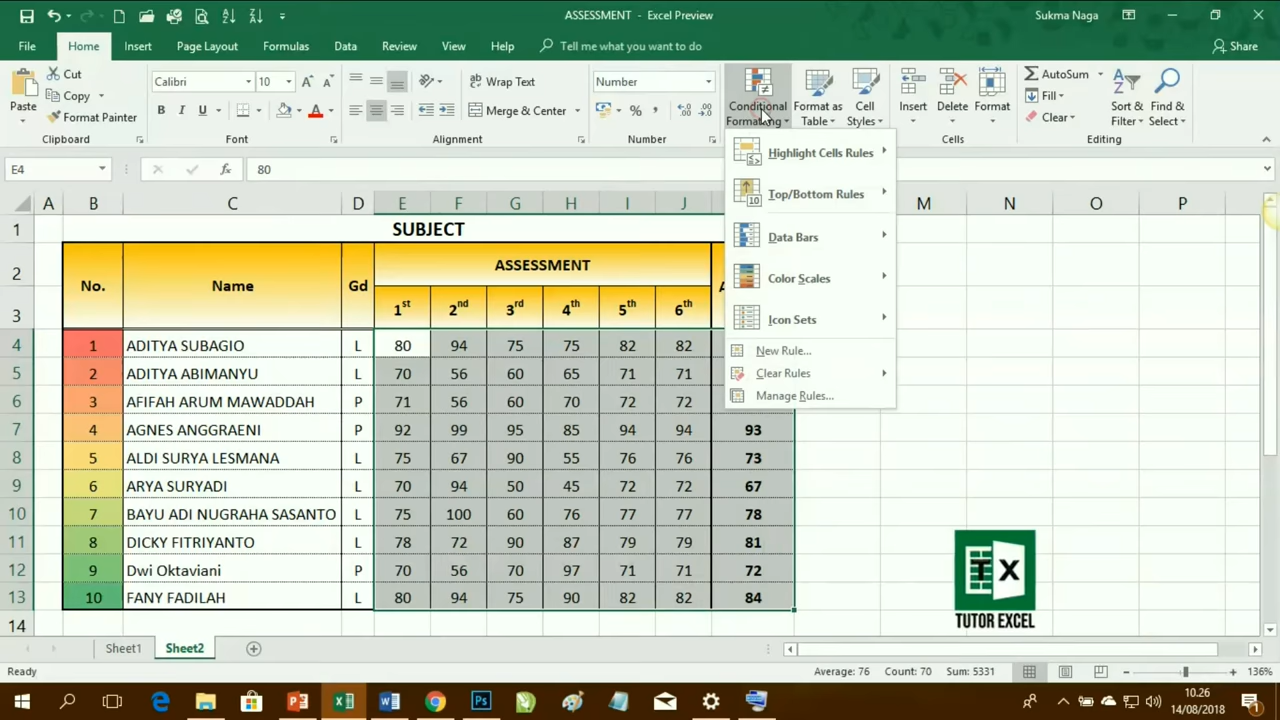 ASSESSMENT - Excel Preview
Sukma Naga
File Home Insert Page Layout Formulas Data Review View Help Tell me what you want to do Share
Paste
Cut
Copy
Format Painter
Clipboard
Calibri 10
B I U A
Font
Wrap Text
Merge & Center
Alignment
Number
%
Number
Conditional Formatting
Format as Table
Cell Styles
Insert Delete Format
Cells
AutoSum
Fill
Clear
Sort & Filter
Find & Select
Editing
E4 fx 80
Highlight Cells Rules
Top/Bottom Rules
Data Bars
Color Scales
Icon Sets
New Rule...
Clear Rules
Manage Rules...
A B C D E F G H I J M N O P
1 SUBJECT
2 No. Name Gd ASSESSMENT
3 1st 2nd 3rd 4th 5th 6th
4 1 ADITYA SUBAGIO L 80 94 75 75 82 82
5 2 ADITYA ABIMANYU L 70 56 60 65 71 71
6 3 AFIFAH ARUM MAWADDAH P 71 56 60 70 72 72
7 4 AGNES ANGGRAENI P 92 99 95 85 94 94 93
8 5 ALDI SURYA LESMANA L 75 67 90 55 76 76 73
9 6 ARYA SURYADI L 70 94 50 45 72 72 67
10 7 BAYU ADI NUGRAHA SASANTO L 75 100 60 76 77 77 78
11 8 DICKY FITRIYANTO L 78 72 90 87 79 79 81
12 9 Dwi Oktaviani P 70 56 70 97 71 71 72
13 10 FANY FADILAH L 80 94 75 90 82 82 84
14
TX
TUTOR EXCEL
Sheet1 Sheet2
Ready Average: 76 Count: 70 Sum: 5331 136%
10.26
14/08/2018